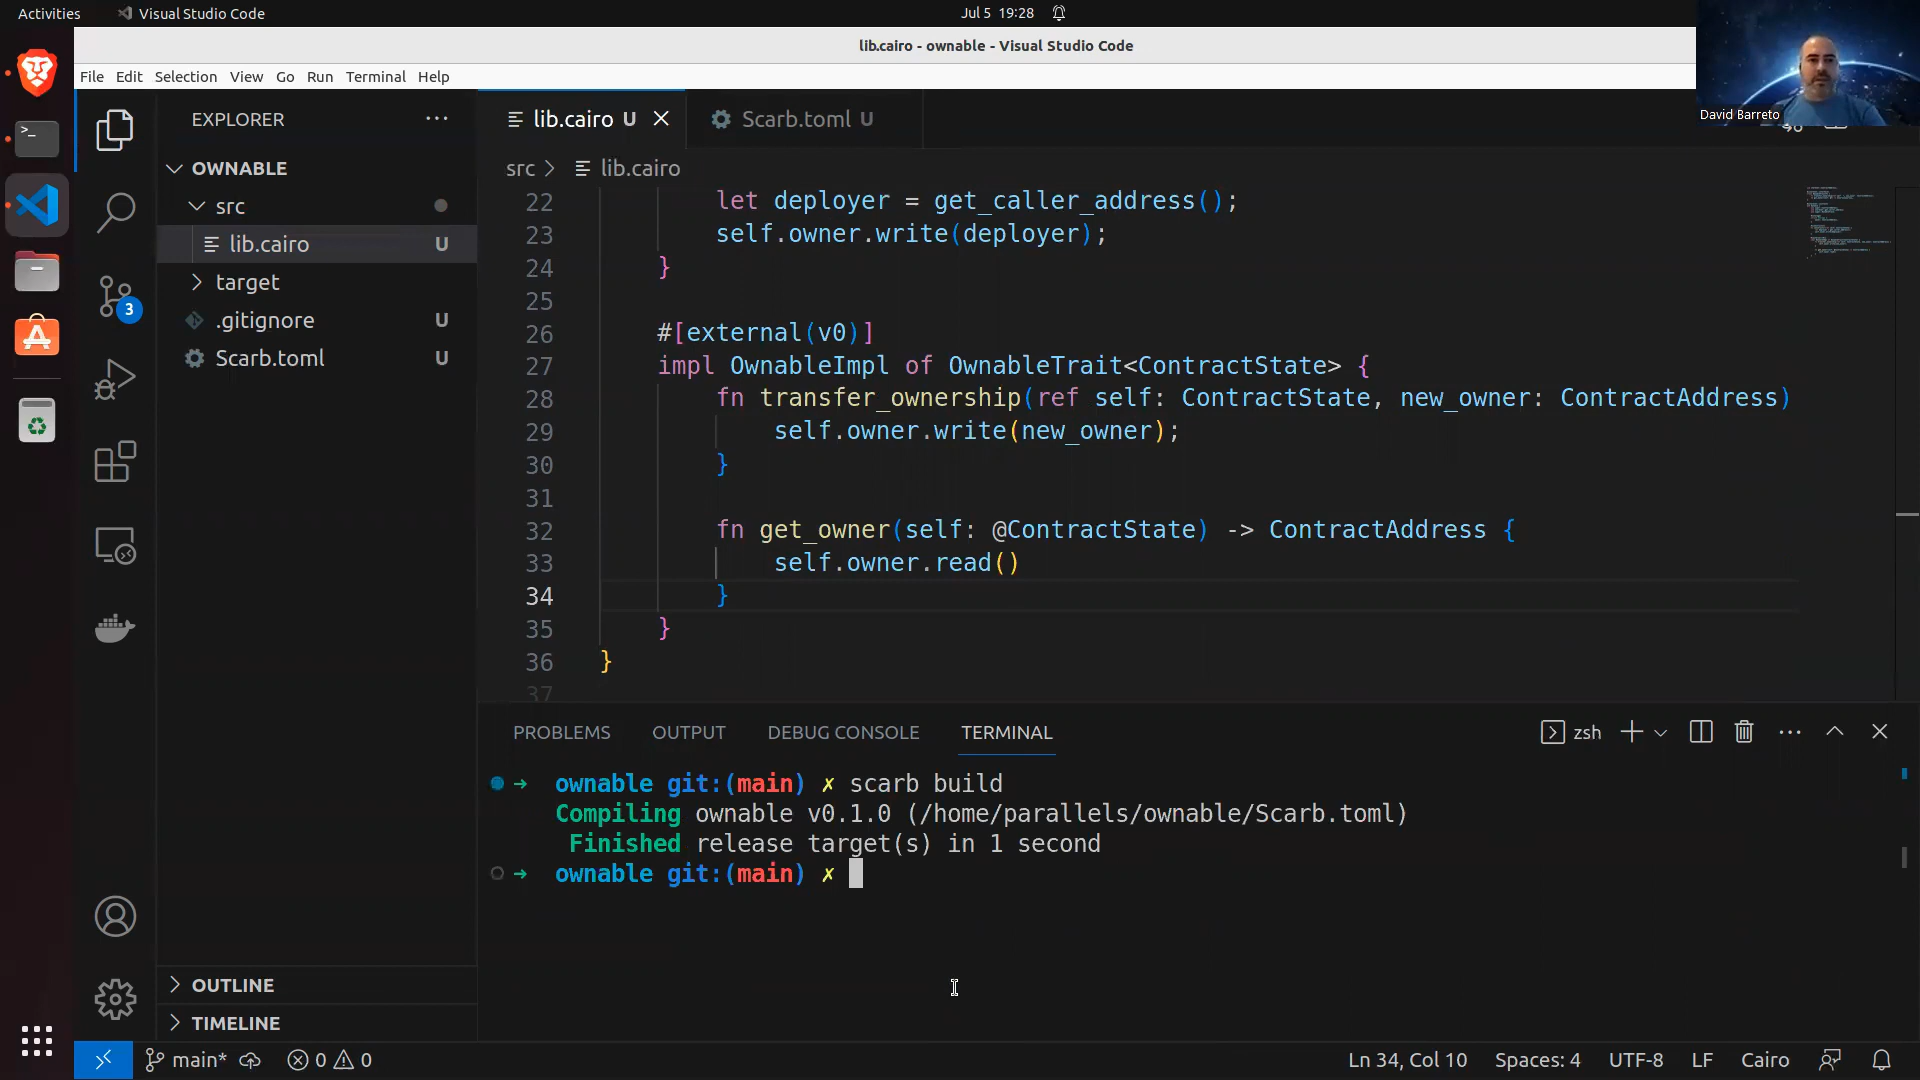 Activities
Visual Studio Code
Jul 5 19:28
lib.cairo - ownable - Visual Studio Code
File Edit Selection View Go Run Terminal Help
David Barreto
EXPLORER
OWNABLE
src
lib.cairo U
target
.gitignore U
Scarb.toml U
3
OUTLINE
TIMELINE
lib.cairo U
Scarb.toml U
src > lib.cairo
22 let deployer = get_caller_address();
23 self.owner.write(deployer);
24 }
25
26 #[external(v0)]
27 impl OwnableImpl of OwnableTrait<ContractState> {
28 fn transfer_ownership(ref self: ContractState, new_owner: ContractAddress)
29 self.owner.write(new_owner);
30 }
31
32 fn get_owner(self: @ContractState) -> ContractAddress {
33 self.owner.read()
34 }
35 }
36 }
37
PROBLEMS OUTPUT DEBUG CONSOLE TERMINAL
zsh
→ ownable git:(main) ✗ scarb build
Compiling ownable v0.1.0 (/home/parallels/ownable/Scarb.toml)
Finished release target(s) in 1 second
→ ownable git:(main) ✗
main* 0 0
Ln 34, Col 10 Spaces: 4 UTF-8 LF Cairo